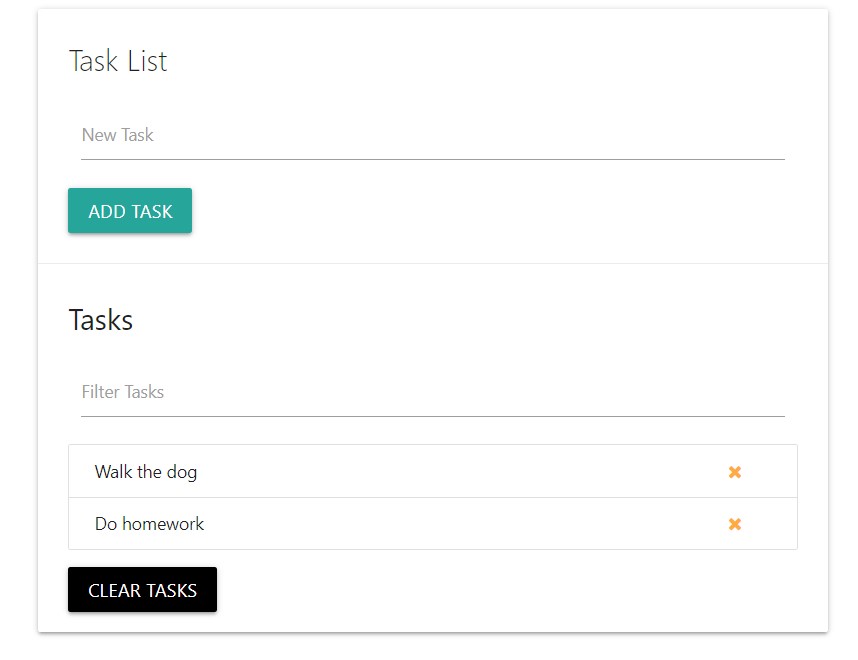 Task List
New Task
ADD TASK
Tasks
Filter Tasks
Walk the dog
Do homework
CLEAR TASKS